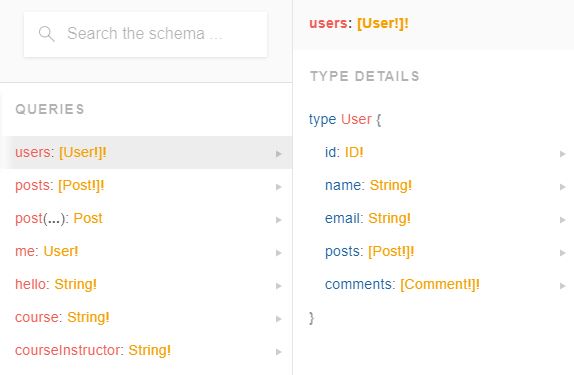 Search the schema ...
QUERIES
users: [User!]!
posts: [Post!]!
post(...): Post
me: User!
hello: String!
course: String!
courseInstructor: String!
users: [User!]!
TYPE DETAILS
type User {
id: ID!
name: String!
email: String!
posts: [Post!]!
comments: [Comment!]!
}